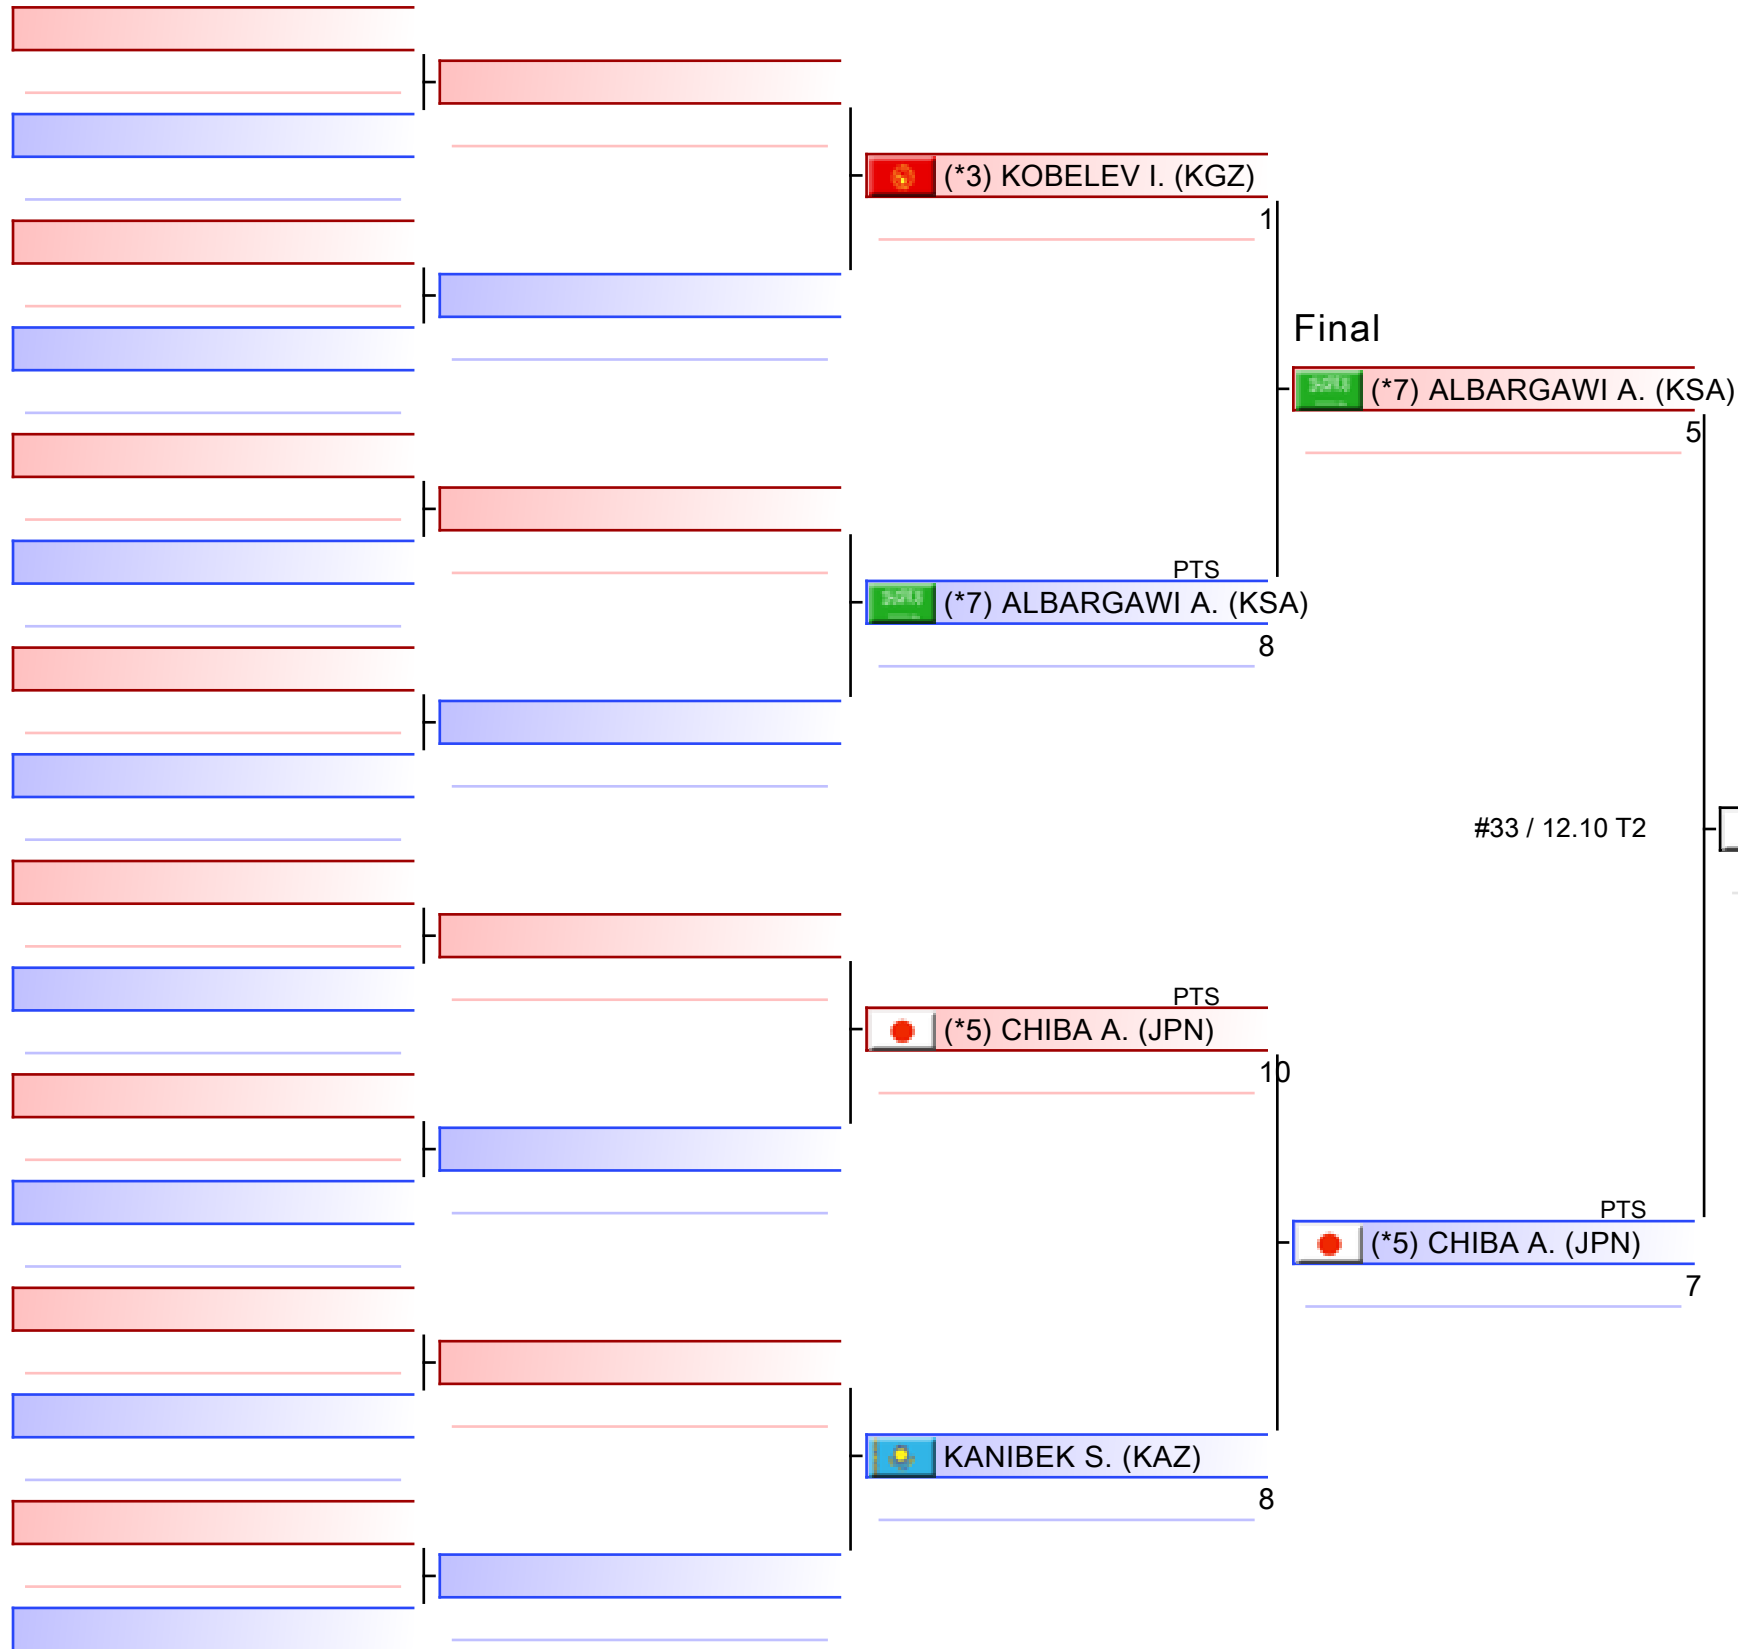 (*3) KOBELEV I. (KGZ)
1
Final
(*7) ALBARGAWI A. (KSA)
5
PTS
(*7) ALBARGAWI A. (KSA)
8
#33 / 12.10 T2
PTS
(*5) CHIBA A. (JPN)
10
PTS
(*5) CHIBA A. (JPN)
7
KANIBEK S. (KAZ)
8